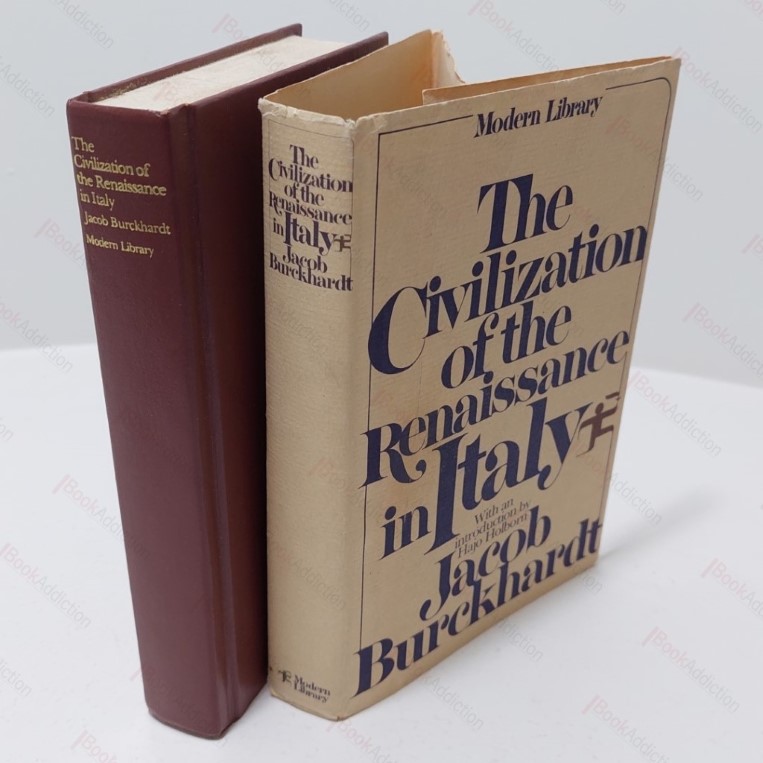 The
Civilization of
the Renaissance
in Italy
Jacob Burckhardt
Modern Library
The
Civilization
of the
Renaissance
in Italy
Jacob
Burckhardt
Modern
Library
Modern Library
The
Civilization
of the
Renaissance
in Italy
With an
introduction by
Hajo Holborn
Jacob
Burckhardt
BookAddiction